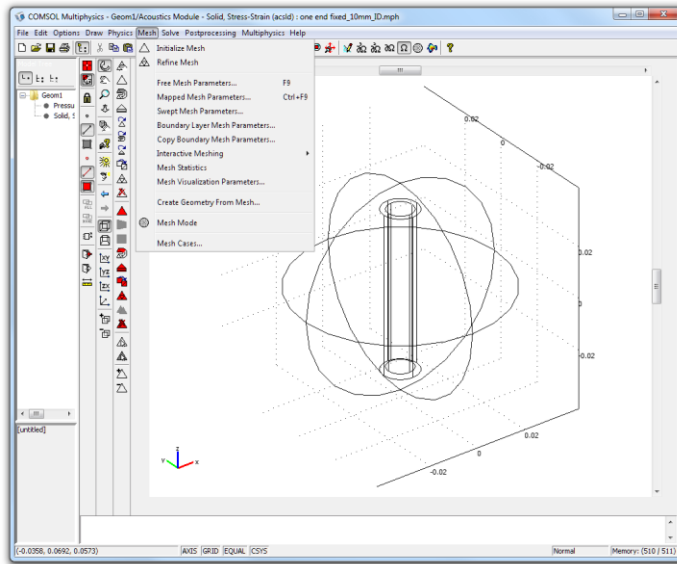 COMSOL Multiphysics - Geom1/Acoustics Module - Solid, Stress-Strain (acsld) : one end fixed_10mm_ID.mph
File Edit Options Draw Physics Mesh Solve Postprocessing Multiphysics Help
Initialize Mesh
Refine Mesh
Free Mesh Parameters... F9
Mapped Mesh Parameters... Ctrl+F9
Swept Mesh Parameters...
Boundary Layer Mesh Parameters...
Copy Boundary Mesh Parameters...
Interactive Meshing
Mesh Statistics
Mesh Visualization Parameters...
Create Geometry From Mesh...
Mesh Mode
Mesh Cases...
Geom1
Pressu
Solid, S
0.02
0
-0.02
0.02
0
-0.02
0.02
0
-0.02
z
y
x
[untitled]
(-0.0358, 0.0692, 0.0573) AXIS GRID EQUAL CSYS Normal Memory: (510 / 511)